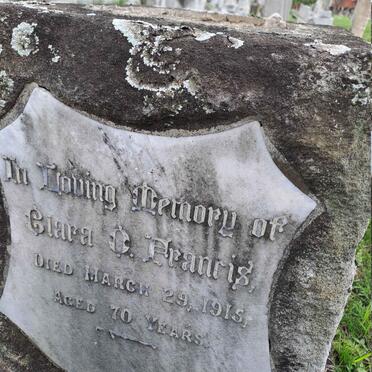 In Loving Memory of
Clara D. Francis,
DIED MARCH 29, 1915,
AGED 70 YEARS.